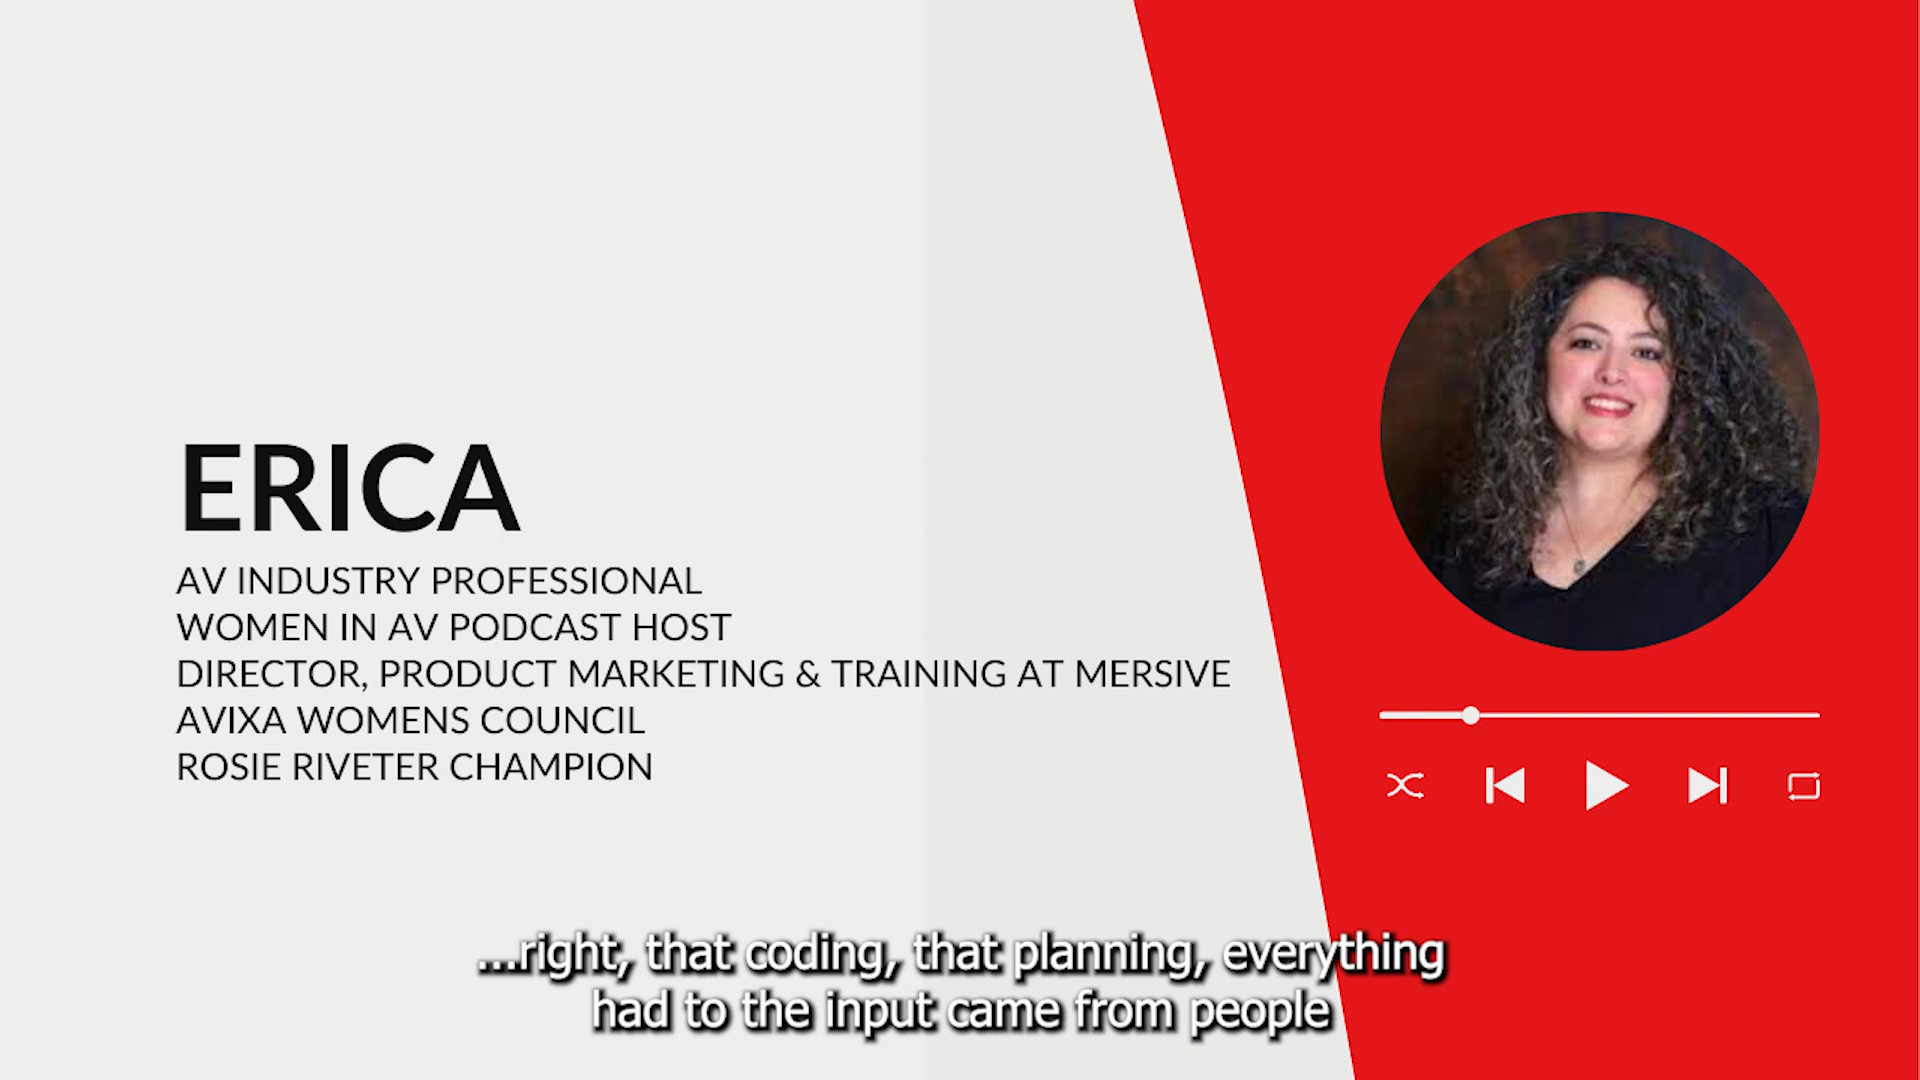 ERICA
AV INDUSTRY PROFESSIONAL
WOMEN IN AV PODCAST HOST
DIRECTOR, PRODUCT MARKETING & TRAINING AT MERSIVE
AVIXA WOMENS COUNCIL
ROSIE RIVETER CHAMPION
...right, that coding, that planning, everything
had to the input came from people